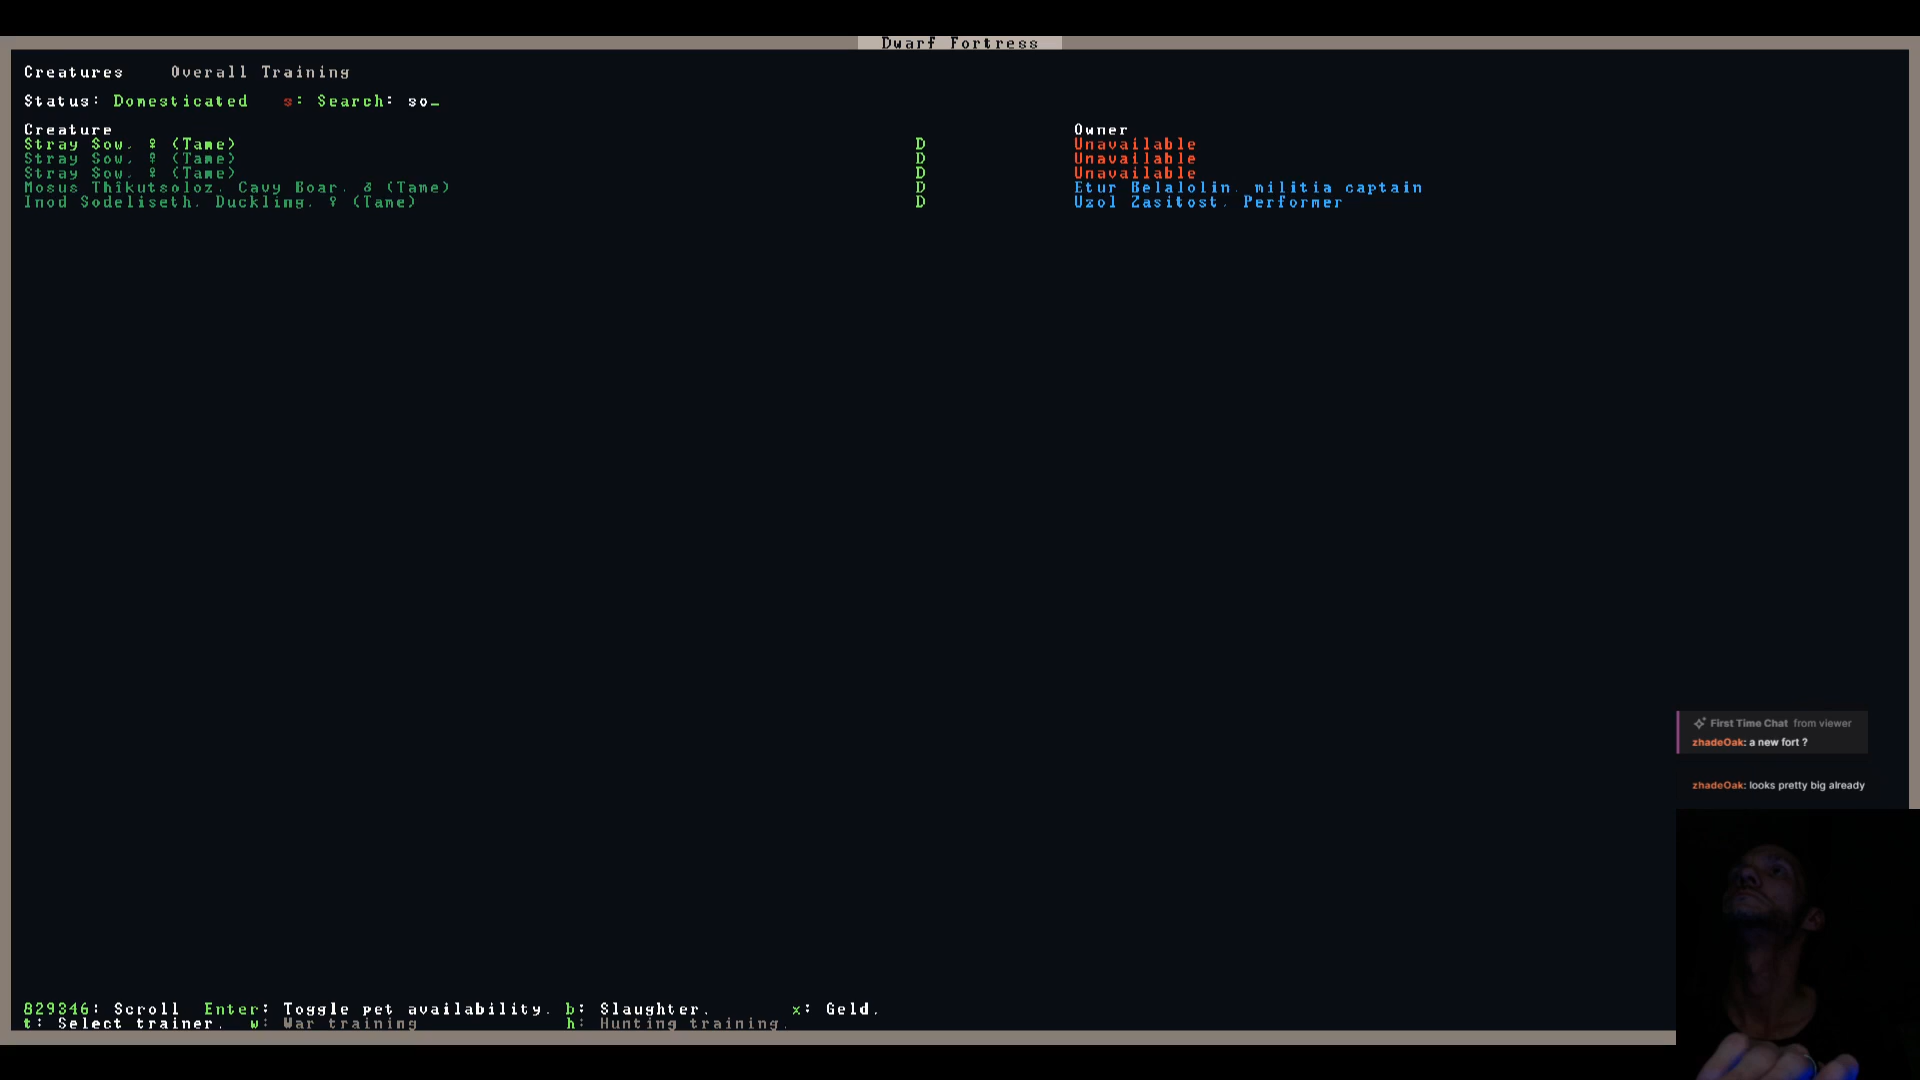 Dwarf Fortress
Creatures Overall Training
Status: Domesticated s: Search: so_
Creature Owner
Stray Sow, ♀ (Tame) D Unavailable
Stray Sow, ♀ (Tame) D Unavailable
Stray Sow, ♀ (Tame) D Unavailable
Mosus Thîkutsoloz, Cavy Boar, ♂ (Tame) D Etur Belalolin, militia captain
Inod Sodeliseth, Duckling, ♀ (Tame) D Uzol Zasitost, Performer
First Time Chat from viewer
zhadeOak: a new fort ?
zhadeOak: looks pretty big already
829346: Scroll Enter: Toggle pet availability. b: Slaughter. x: Geld.
t: Select trainer. w: War training h: Hunting training.